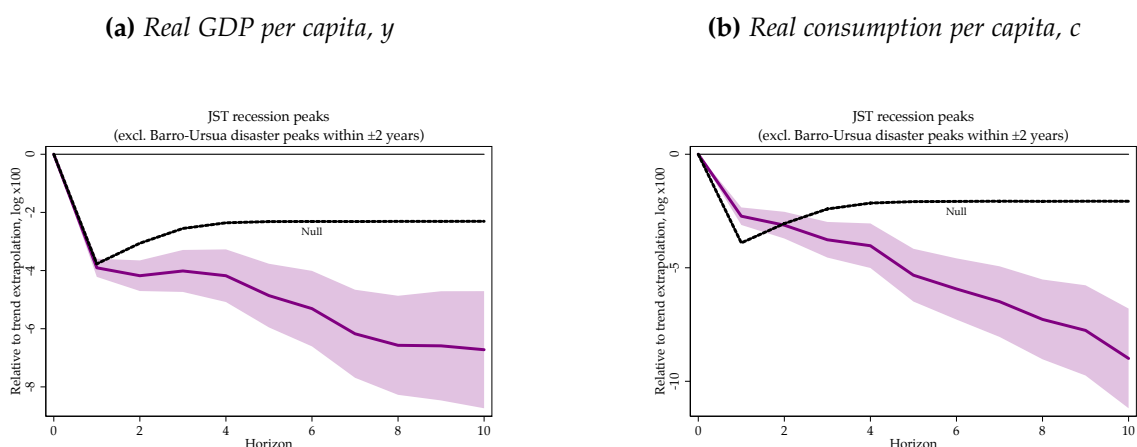 (a) Real GDP per capita, y
JST recession peaks
(excl. Barro-Ursua disaster peaks within ±2 years)
Relative to trend extrapolation, log x100
0
-2
-4
-6
-8
Null
0 2 4 6 8 10
Horizon
(b) Real consumption per capita, c
JST recession peaks
(excl. Barro-Ursua disaster peaks within ±2 years)
Relative to trend extrapolation, log x100
0
-5
-10
Null
0 2 4 6 8 10
Horizon